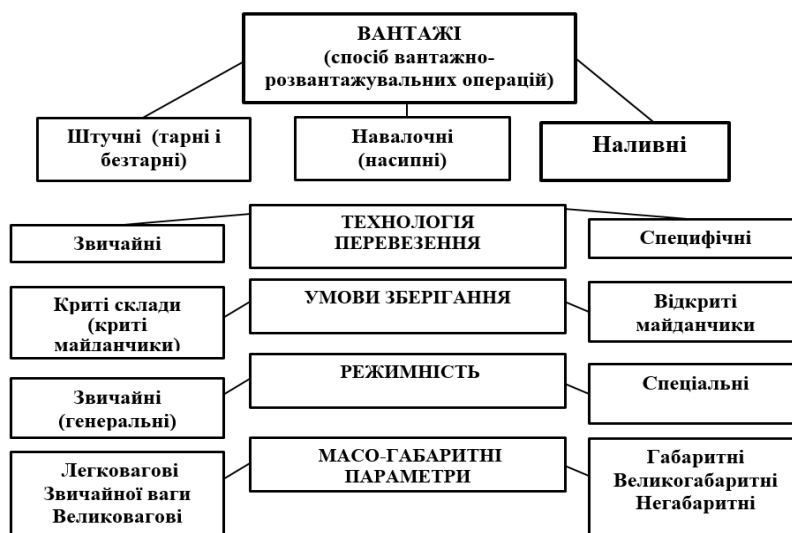 ВАНТАЖІ
(спосіб вантажно-
розвантажувальних операцій)
Штучні (тарні і
безтарні)
Навалочні
(насипні)
Наливні
ТЕХНОЛОГІЯ
ПЕРЕВЕЗЕННЯ
Звичайні
Специфічні
УМОВИ ЗБЕРІГАННЯ
Криті склади
(криті
майданчики)
Відкриті
майданчики
РЕЖИМНІСТЬ
Звичайні
(генеральні)
Спеціальні
МАСО-ГАБАРИТНІ
ПАРАМЕТРИ
Легковагові
Звичайної ваги
Великовагові
Габаритні
Великогабаритні
Негабаритні